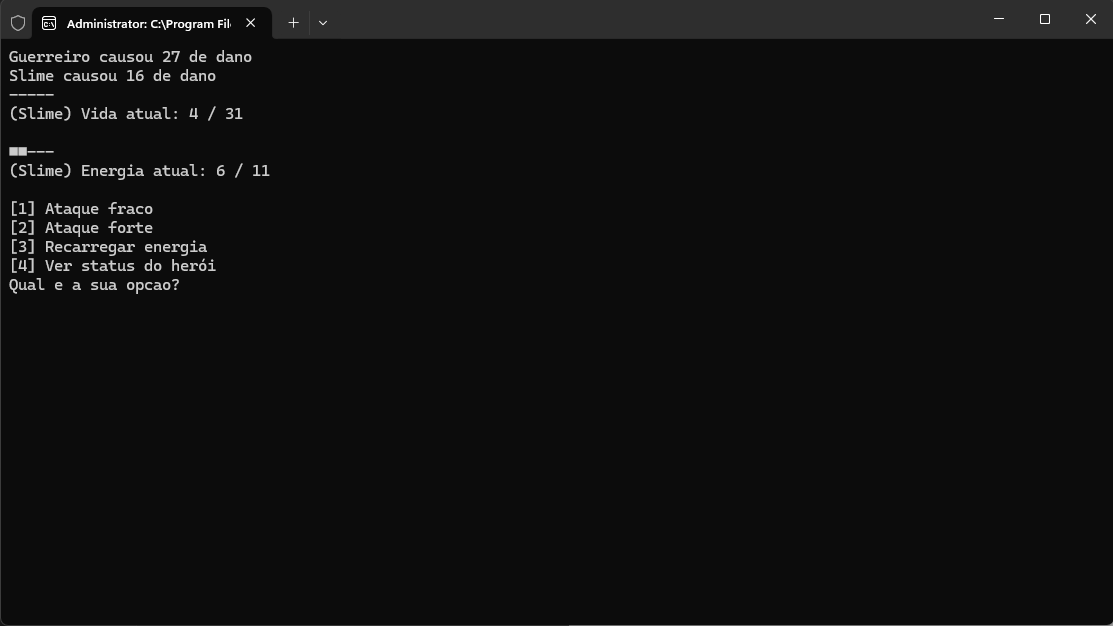 Administrator: C:\Program Fil
Guerreiro causou 27 de dano
Slime causou 16 de dano
-----
(Slime) Vida atual: 4 / 31
■■---
(Slime) Energia atual: 6 / 11
[1] Ataque fraco
[2] Ataque forte
[3] Recarregar energia
[4] Ver status do herói
Qual e a sua opcao?